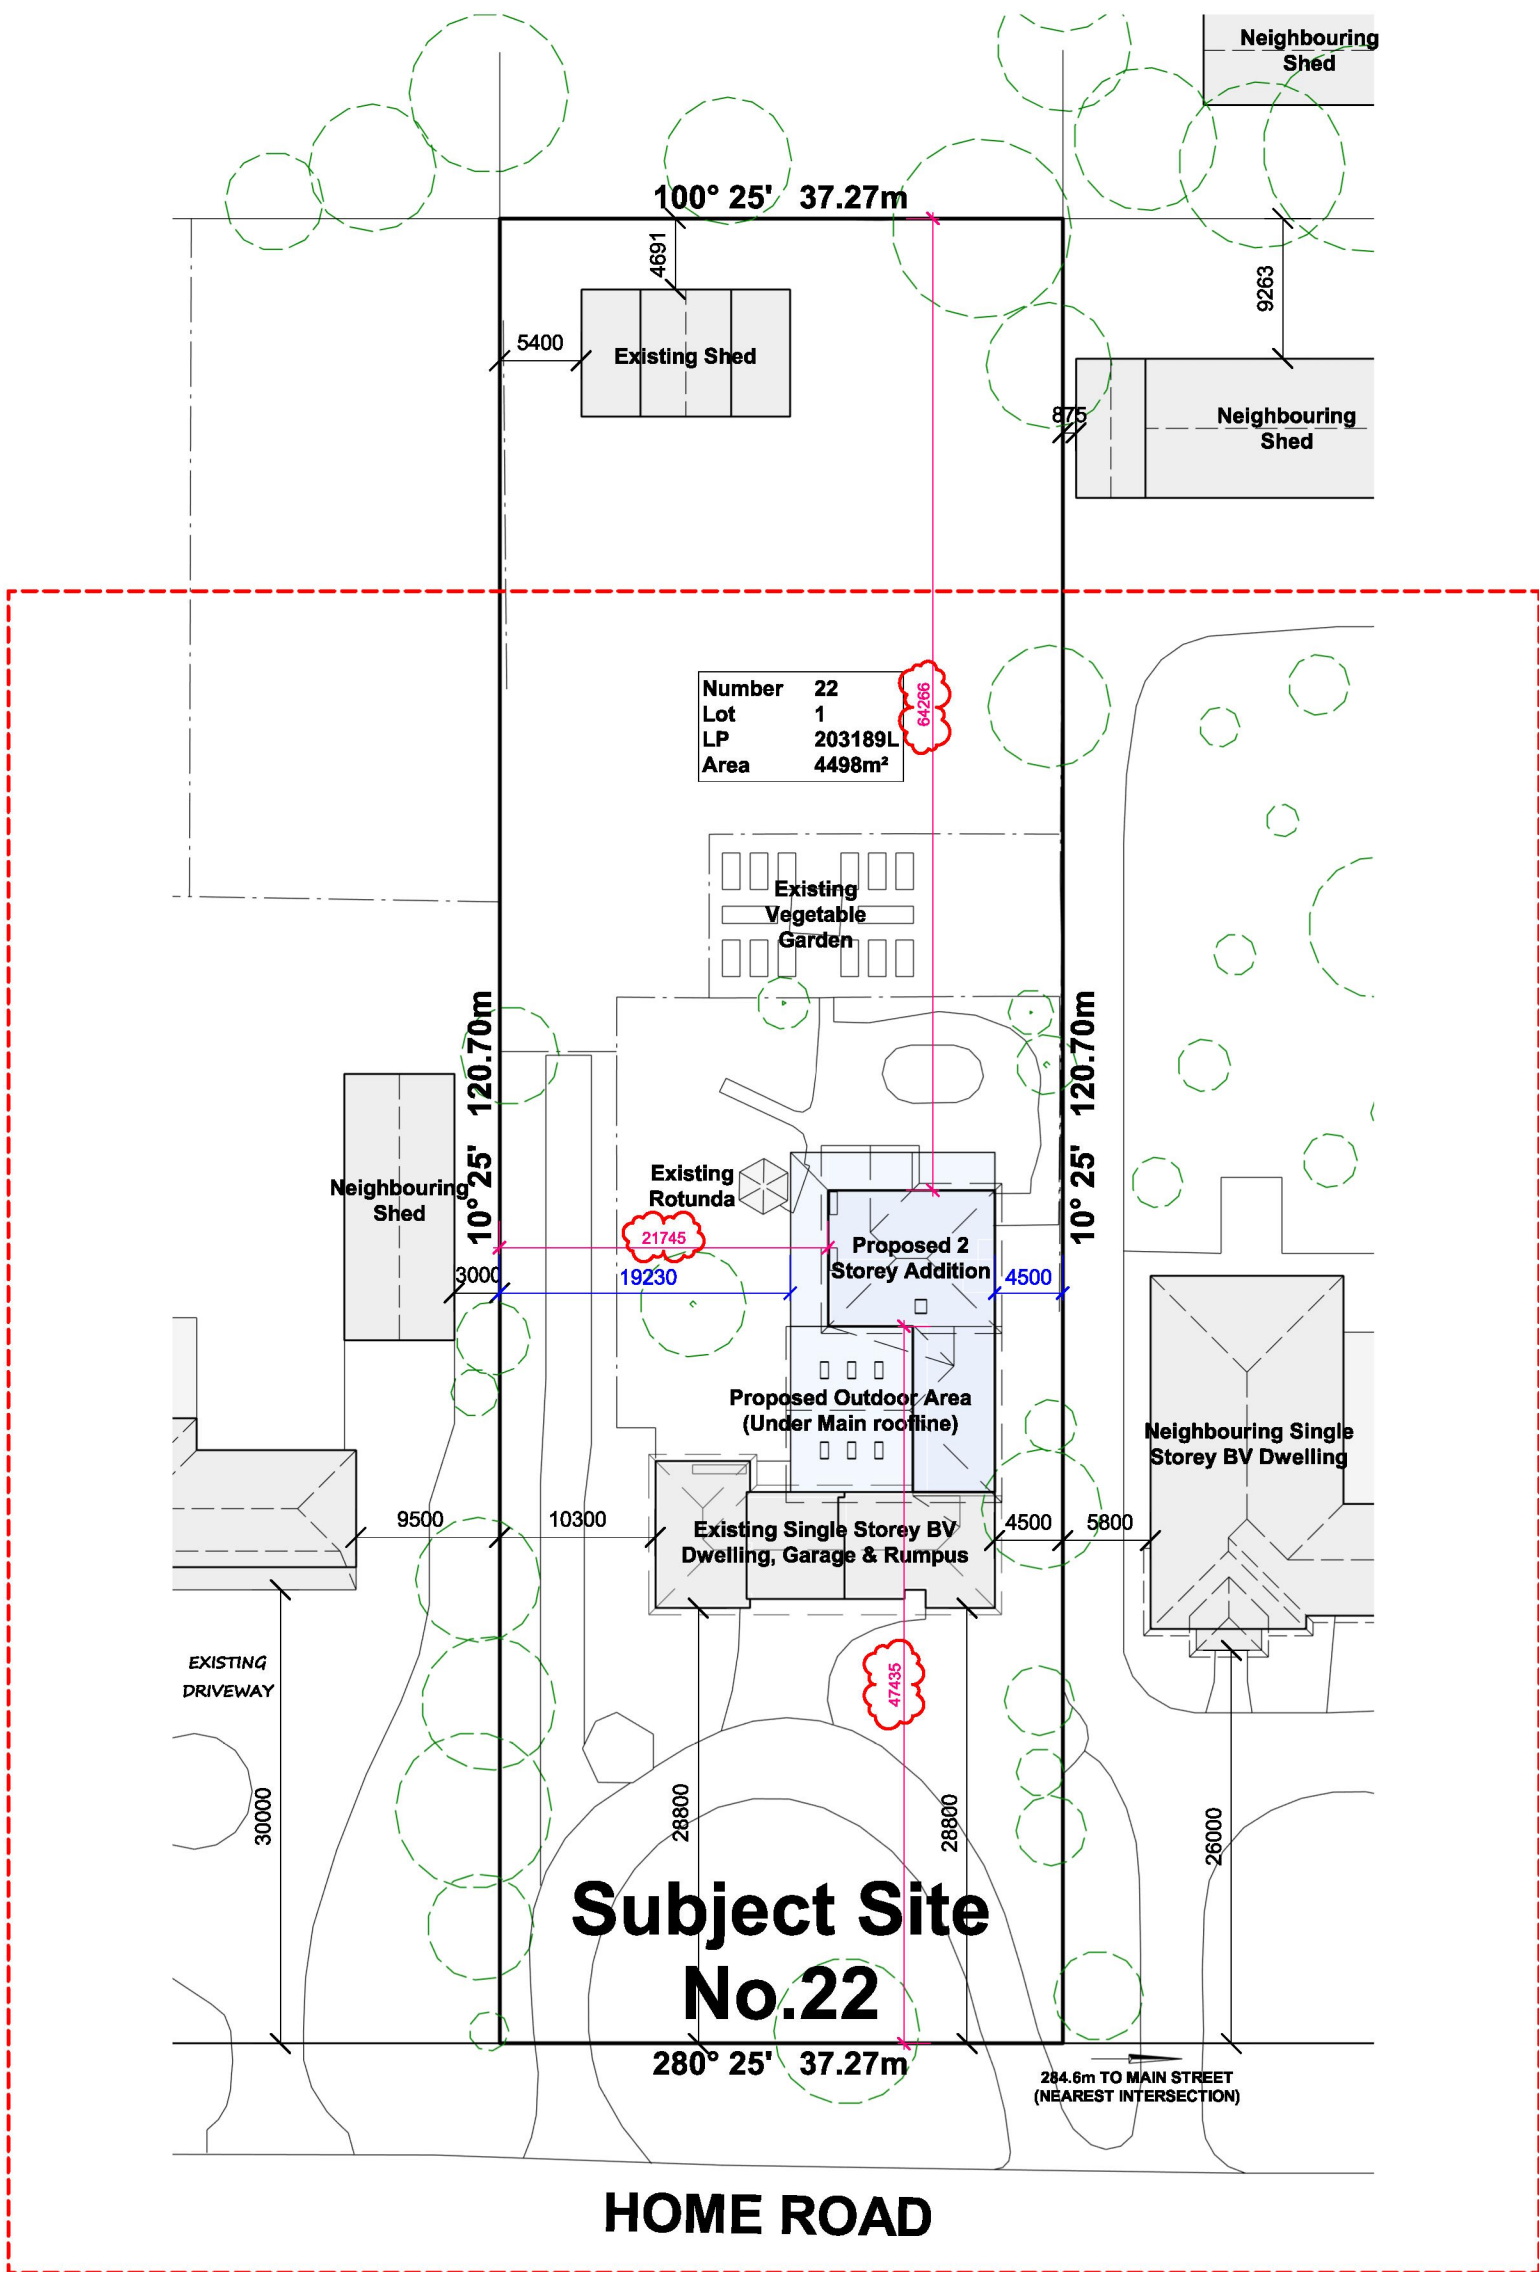 Neighbouring
Shed
100° 25' 37.27m
4691
9263
5400
Existing Shed
875
Neighbouring
Shed
Number 22
Lot 1
LP 203189L
Area 4498m²
64266
Existing
Vegetable
Garden
10° 25' 120.70m
10° 25' 120.70m
Neighbouring
Shed
Existing
Rotunda
21745
Proposed 2
Storey Addition
3000
19230
4500
Proposed Outdoor Area
(Under Main roofline)
Neighbouring Single
Storey BV Dwelling
9500
10300
Existing Single Storey BV
Dwelling, Garage & Rumpus
4500
5800
EXISTING
DRIVEWAY
47435
30000
28800
28800
26000
Subject Site
No.22
280° 25' 37.27m
284.6m TO MAIN STREET
(NEAREST INTERSECTION)
HOME ROAD